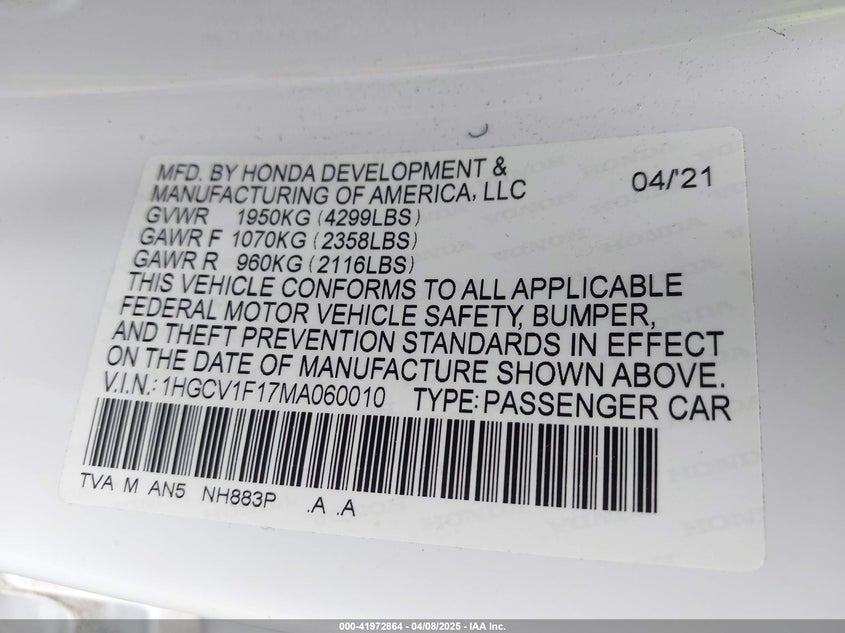 MFD. BY HONDA DEVELOPMENT &
MANUFACTURING OF AMERICA, LLC 04/'21
GVWR 1950KG (4299LBS)
GAWR F 1070KG (2358LBS)
GAWR R 960KG (2116LBS)
THIS VEHICLE CONFORMS TO ALL APPLICABLE
FEDERAL MOTOR VEHICLE SAFETY, BUMPER,
AND THEFT PREVENTION STANDARDS IN EFFECT
ON THE DATE OF MANUFACTURE SHOWN ABOVE.
V.I.N.: 1HGCV1F17MA060010 TYPE: PASSENGER CAR
TVA M AN5 NH883P .A .A
000-41972864 - 04/08/2025 - IAA Inc.